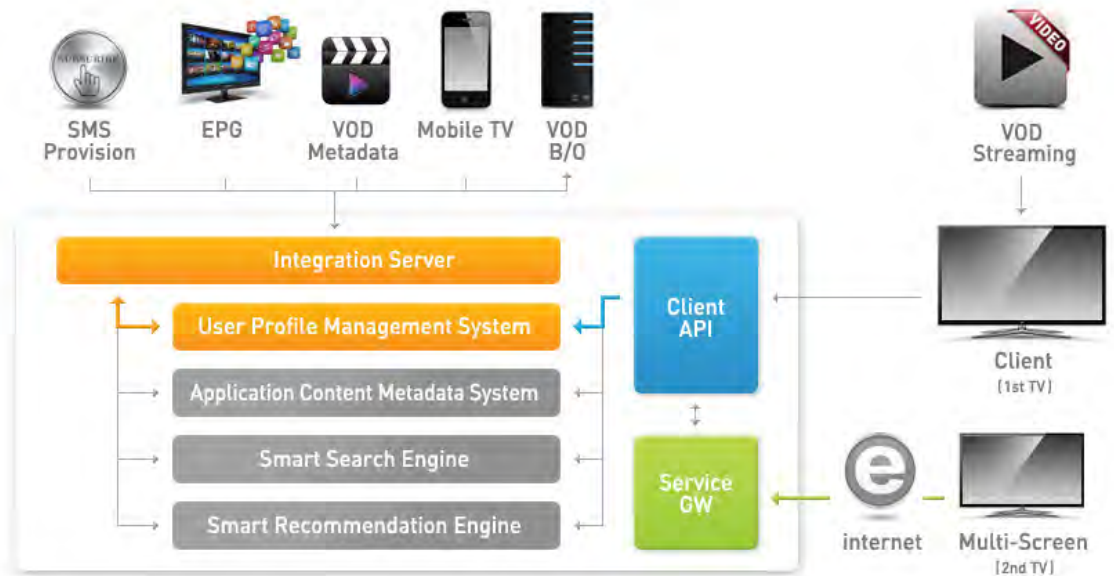 SUBSCRIBE
VIDEO
SMS
Provision
EPG
VOD
Metadata
Mobile TV
VOD
B/O
VOD
Streaming
Integration Server
User Profile Management System
Application Content Metadata System
Smart Search Engine
Smart Recommendation Engine
Client
API
Service
GW
Client
(1st TV)
e
internet
Multi-Screen
(2nd TV)